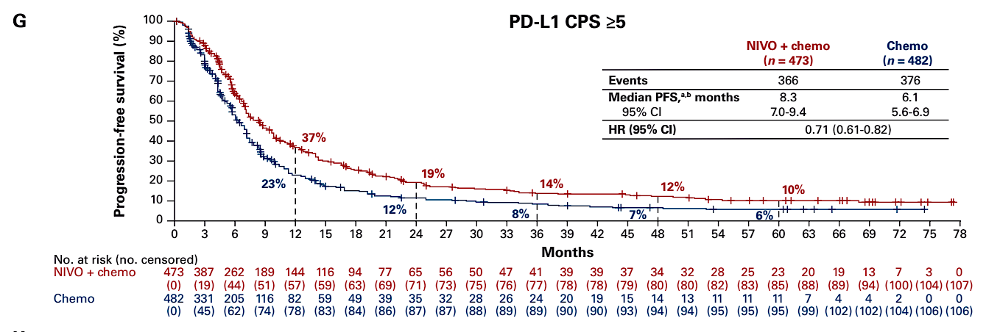 G
PD-L1 CPS ≥5
Progression-free survival (%)
100
90
80
70
60
50
40
30
20
10
0
NIVO + chemo Chemo
(n = 473) (n = 482)
Events 366 376
Median PFS,a,b months 8.3 6.1
95% CI 7.0-9.4 5.6-6.9
HR (95% CI) 0.71 (0.61-0.82)
37%
19%
14%
12%
10%
23%
12%
8%
7%
6%
0 3 6 9 12 15 18 21 24 27 30 33 36 39 42 45 48 51 54 57 60 63 66 69 72 75 78
Months
No. at risk (no. censored)
NIVO + chemo 473 387 262 189 144 116 94 77 65 56 50 47 41 39 39 37 34 32 28 25 23 20 19 13 7 3 0
(0) (19) (44) (51) (57) (59) (63) (69) (71) (73) (75) (76) (77) (78) (78) (79) (80) (80) (82) (83) (85) (88) (89) (94) (100) (104) (107)
Chemo 482 331 205 116 82 59 49 39 35 32 28 26 24 20 19 15 14 13 11 11 11 7 4 4 2 0 0
(0) (45) (62) (74) (78) (83) (84) (86) (87) (87) (88) (89) (89) (90) (90) (93) (94) (94) (95) (95) (95) (99) (102) (102) (104) (106) (106)